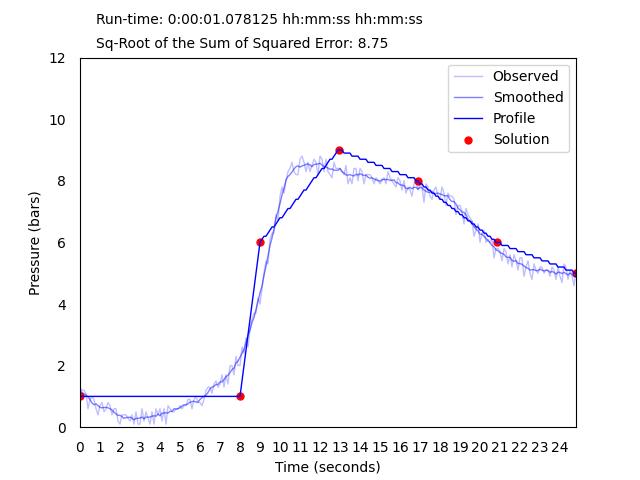 Run-time: 0:00:01.078125 hh:mm:ss hh:mm:ss
Sq-Root of the Sum of Squared Error: 8.75
Observed
Smoothed
Profile
Solution
Pressure (bars)
12
10
8
6
4
2
0
0 1 2 3 4 5 6 7 8 9 10 11 12 13 14 15 16 17 18 19 20 21 22 23 24
Time (seconds)